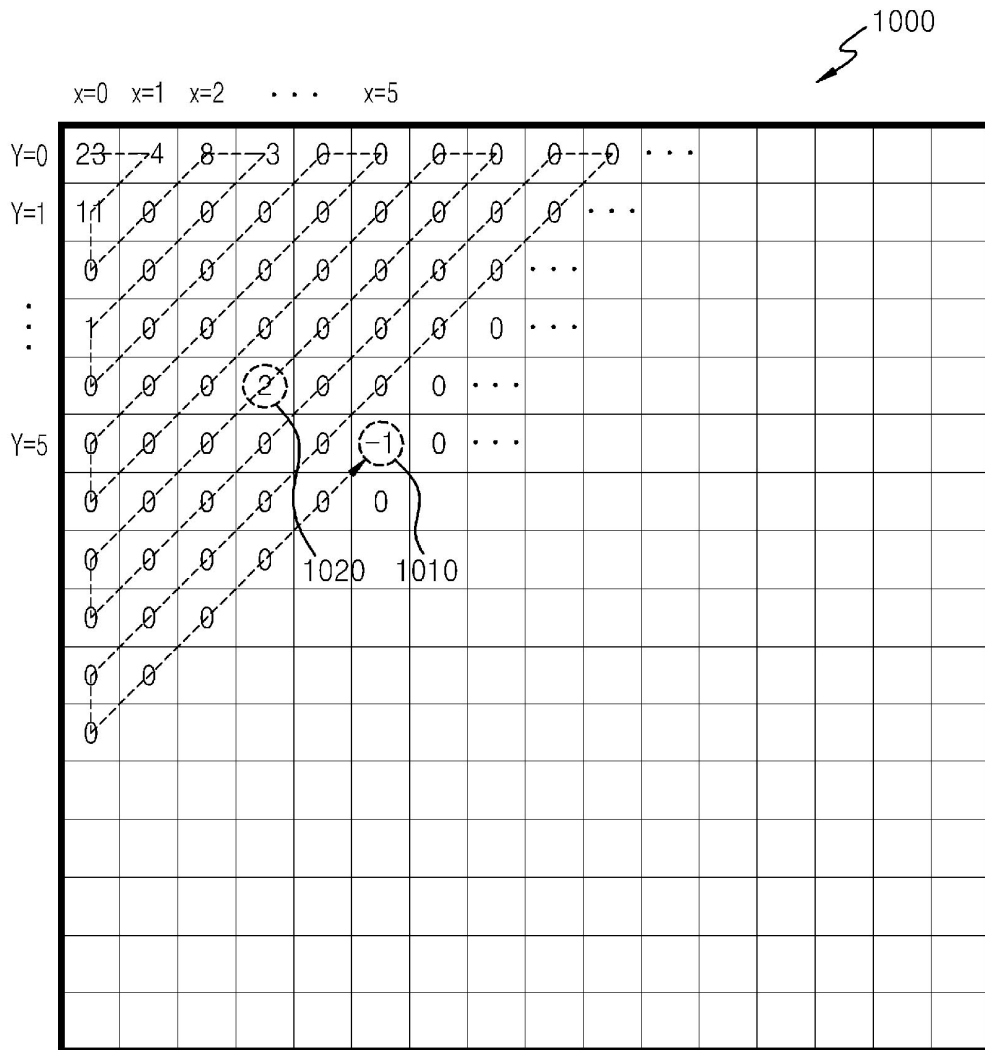 1000
x=0 x=1 x=2 · · · x=5
Y=0 23 4 8 3 0 0 0 0 0 0 · · ·
Y=1 11 0 0 0 0 0 0 0 0 · · ·
0 0 0 0 0 0 0 0 · · ·
⋮ 1 0 0 0 0 0 0 0 · · ·
0 0 0 2 0 0 0 · · ·
Y=5 0 0 0 0 0 -1 0 · · ·
0 0 0 0 0 0
0 0 0 0 1020 1010
0 0 0
0 0
0